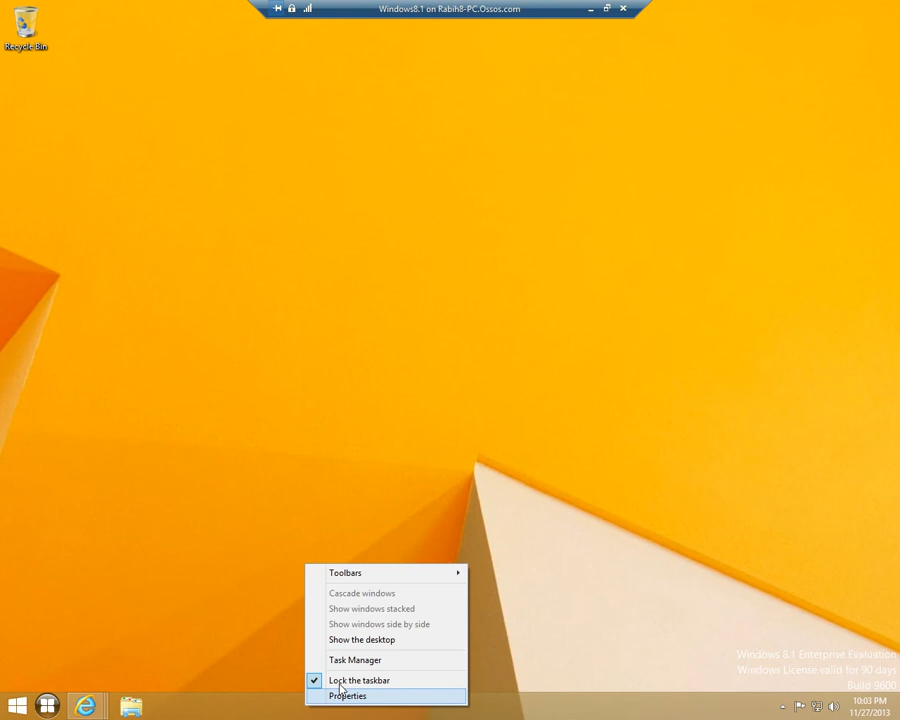 Windows8.1 on Rabih8-PC.Ossos.com
Recycle Bin
Toolbars
Cascade windows
Show windows stacked
Show windows side by side
Show the desktop
Task Manager
Lock the taskbar
Properties
Windows 8.1 Enterprise Evaluation
Windows License valid for 90 days
Build 9600
10:03 PM
11/27/2013